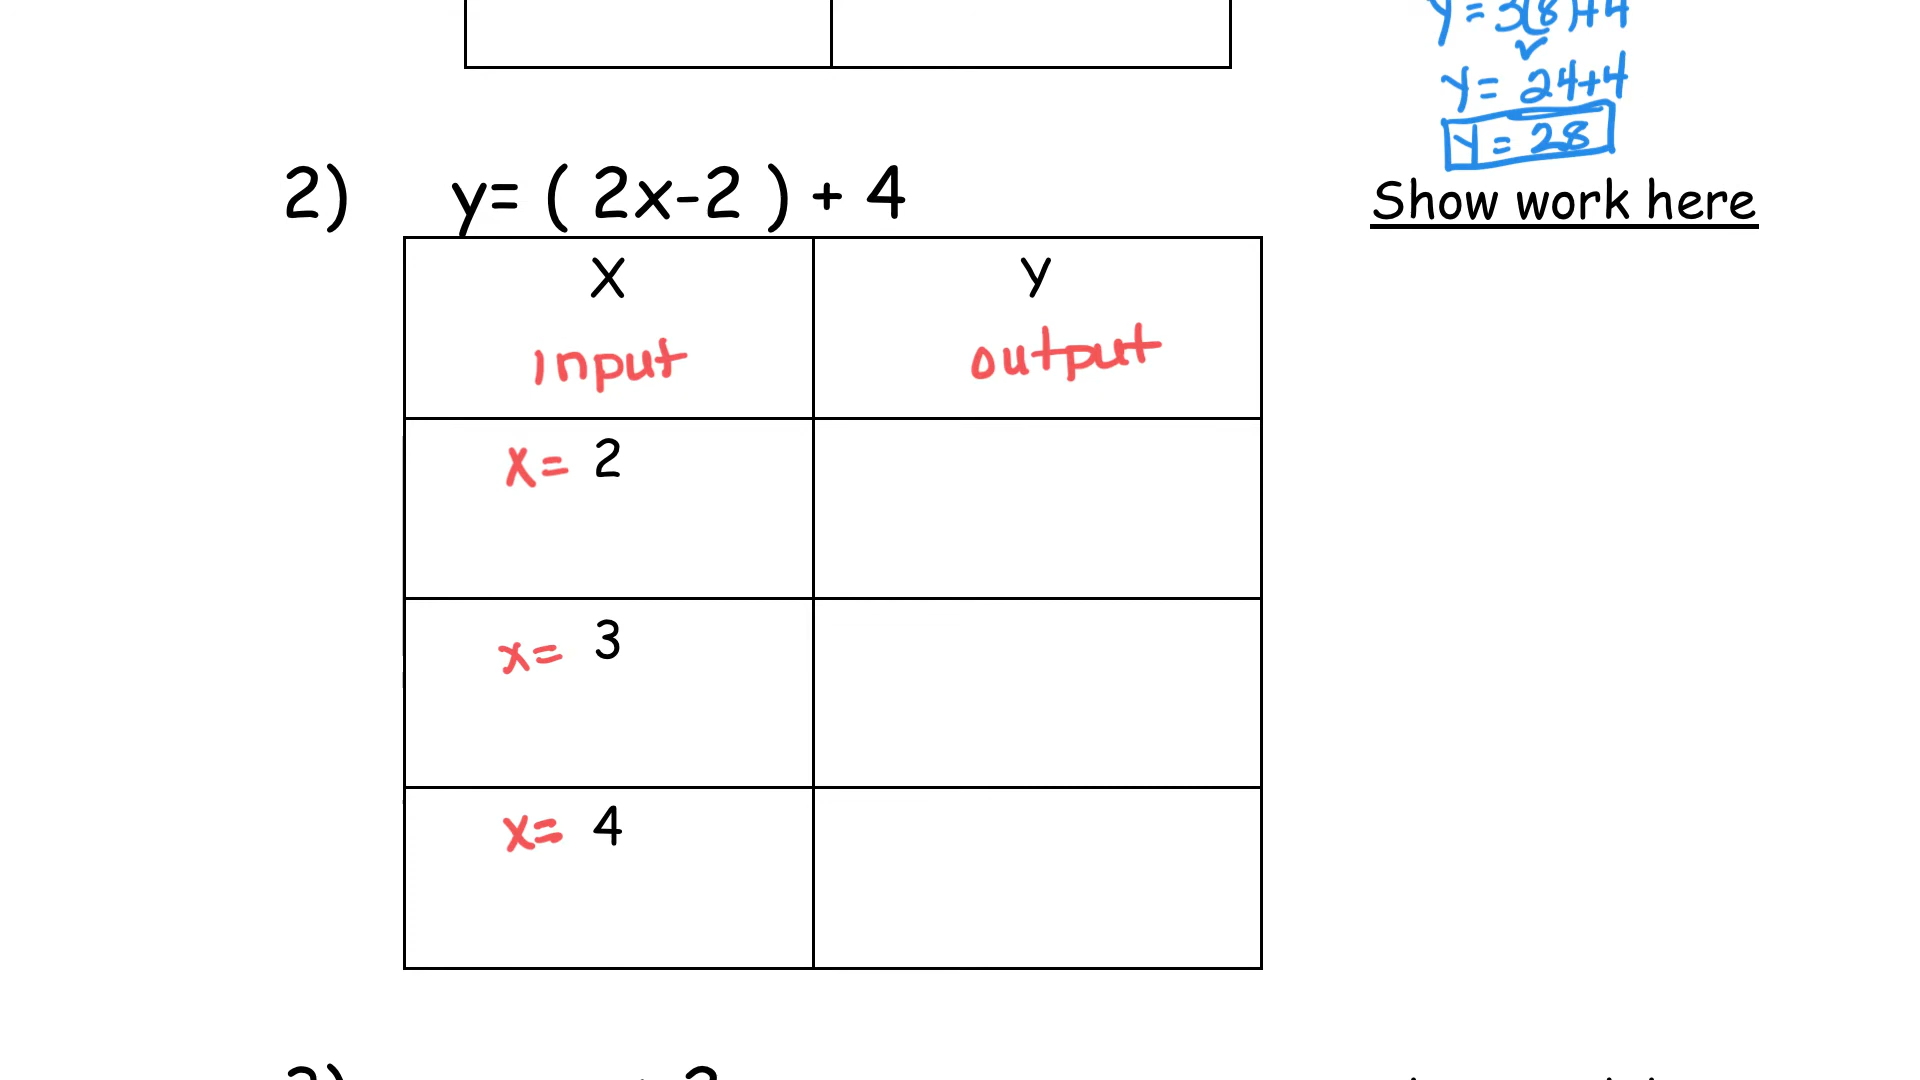 y = 3(8)+4
y = 24+4
y = 28
2) y= ( 2x-2 ) + 4
Show work here
X y
input output
x= 2
x= 3
x= 4